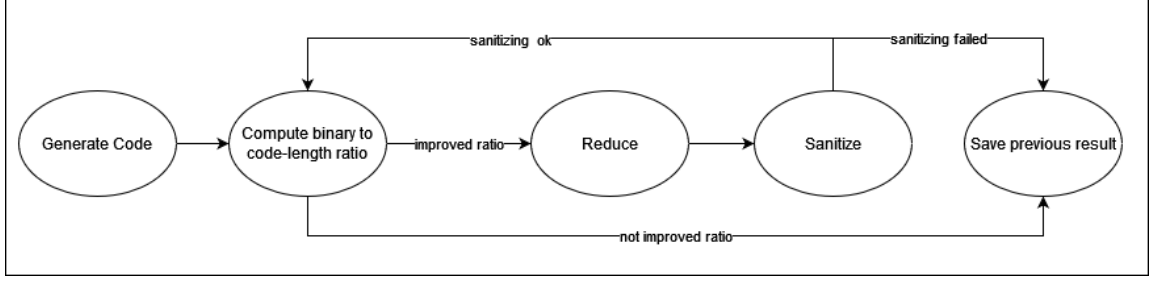 sanitizing ok
sanitizing failed
Generate Code
Compute binary to
code-length ratio
improved ratio
Reduce
Sanitize
Save previous result
not improved ratio